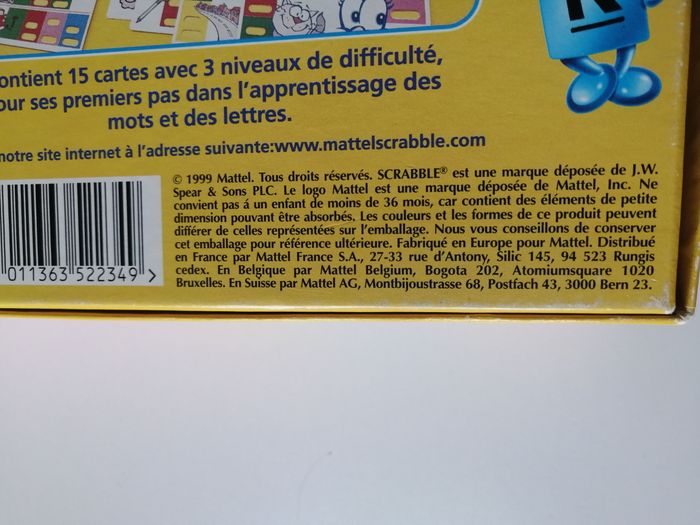 ontient 15 cartes avec 3 niveaux de difficulté,
our ses premiers pas dans l'apprentissage des
mots et des lettres.
notre site internet à l'adresse suivante:www.mattelscrabble.com
© 1999 Mattel. Tous droits réservés. SCRABBLE® est une marque déposée de J.W.
Spear & Sons PLC. Le logo Mattel est une marque déposée de Mattel, Inc. Ne
convient pas á un enfant de moins de 36 mois, car contient des éléments de petite
dimension pouvant être absorbés. Les couleurs et les formes de ce produit peuvent
différer de celles représentées sur l'emballage. Nous vous conseillons de conserver
cet emballage pour référence ultérieure. Fabriqué en Europe pour Mattel. Distribué
en France par Mattel France S.A., 27-33 rue d'Antony, Silic 145, 94 523 Rungis
cedex. En Belgique par Mattel Belgium, Bogota 202, Atomiumsquare 1020
Bruxelles. En Suisse par Mattel AG, Montbijoustrasse 68, Postfach 43, 3000 Bern 23.
011363 522349 >